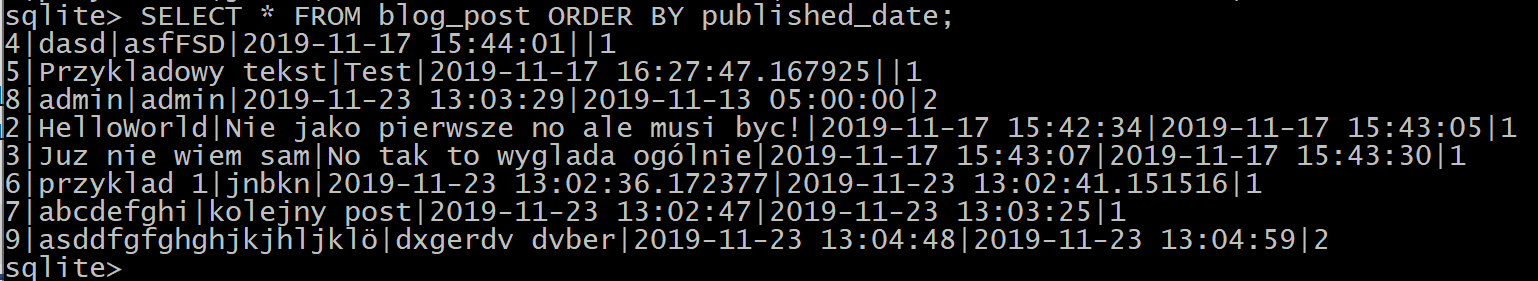 sqlite> SELECT * FROM blog_post ORDER BY published_date;
4|dasd|asfFSD|2019-11-17 15:44:01||1
5|Przykladowy tekst|Test|2019-11-17 16:27:47.167925||1
8|admin|admin|2019-11-23 13:03:29|2019-11-13 05:00:00|2
2|HelloWorld|Nie jako pierwsze no ale musi byc!|2019-11-17 15:42:34|2019-11-17 15:43:05|1
3|Juz nie wiem sam|No tak to wyglada ogólnie|2019-11-17 15:43:07|2019-11-17 15:43:30|1
6|przyklad 1|jnbkn|2019-11-23 13:02:36.172377|2019-11-23 13:02:41.151516|1
7|abcdefghi|kolejny post|2019-11-23 13:02:47|2019-11-23 13:03:25|1
9|asddfgfghghjkjhljklö|dxgerdv dvber|2019-11-23 13:04:48|2019-11-23 13:04:59|2
sqlite>